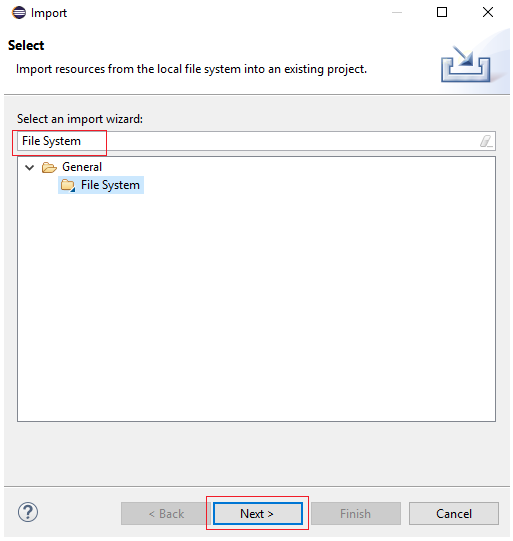 Import
Select
Import resources from the local file system into an existing project.
Select an import wizard:
File System
General
File System
?
< Back
Next >
Finish
Cancel